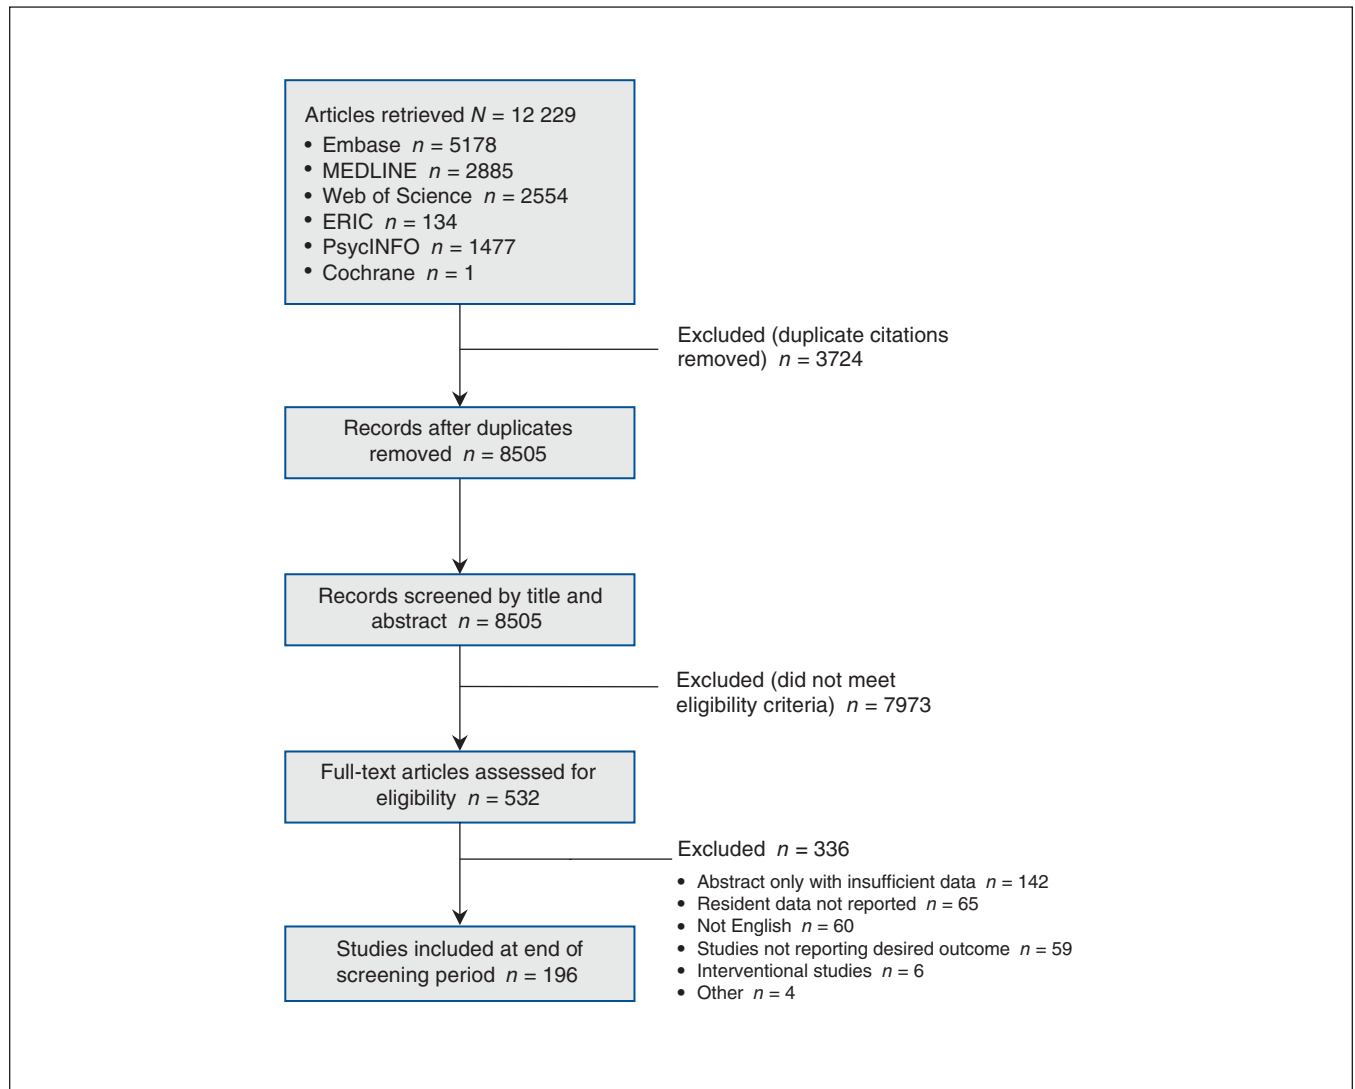 Articles retrieved N = 12 229
• Embase n = 5178
• MEDLINE n = 2885
• Web of Science n = 2554
• ERIC n = 134
• PsycINFO n = 1477
• Cochrane n = 1
Excluded (duplicate citations
removed) n = 3724
Records after duplicates
removed n = 8505
Records screened by title and
abstract n = 8505
Excluded (did not meet
eligibility criteria) n = 7973
Full-text articles assessed for
eligibility n = 532
Excluded n = 336
• Abstract only with insufficient data n = 142
• Resident data not reported n = 65
• Not English n = 60
• Studies not reporting desired outcome n = 59
• Interventional studies n = 6
• Other n = 4
Studies included at end of
screening period n = 196